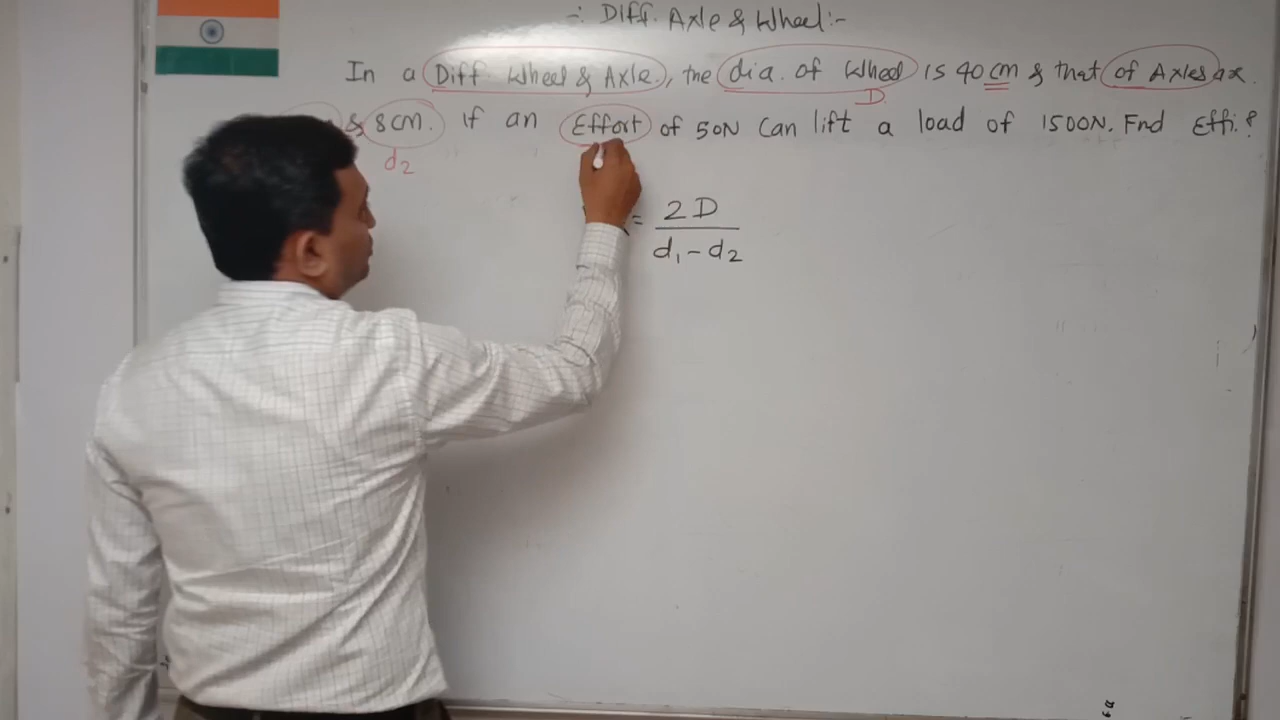 :- Diff. Axle & Wheel:-
In a Diff. Wheel & Axle, the dia. of Wheel is 40 cm & that of Axles ax.
D
& 8cm. If an Effort of 50N Can lift a load of 1500N. Fnd Effi.?
d2
= 2D
d1-d2